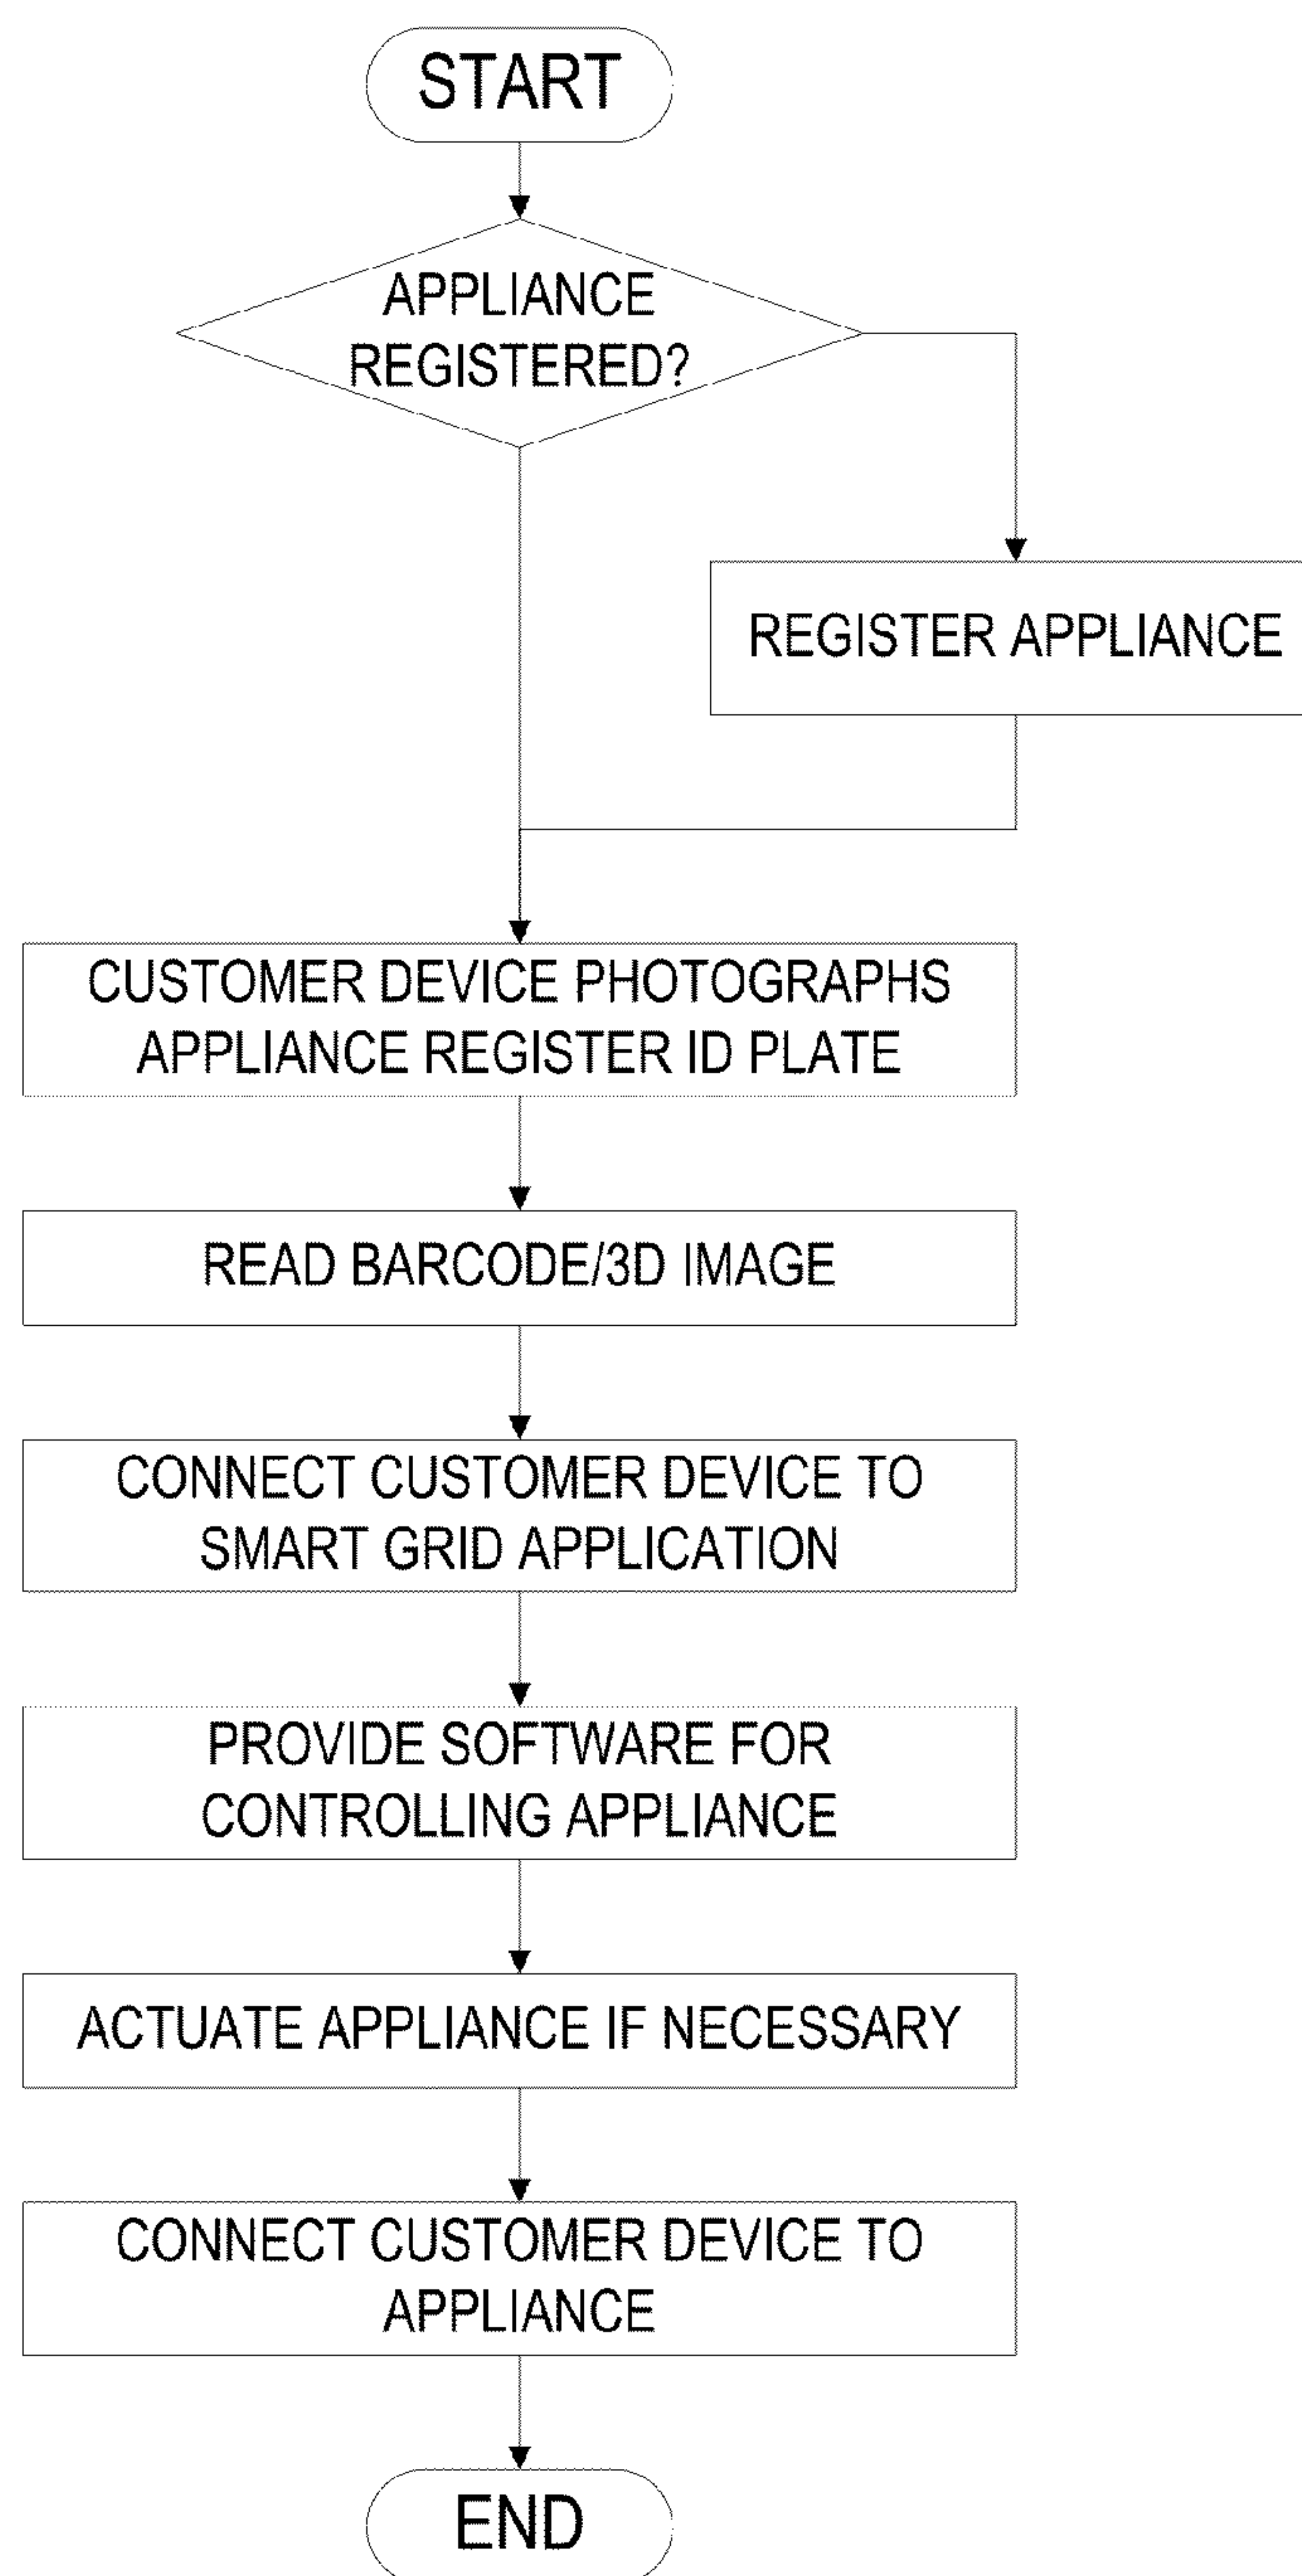 START
APPLIANCE
REGISTERED?
REGISTER APPLIANCE
CUSTOMER DEVICE PHOTOGRAPHS
APPLIANCE REGISTER ID PLATE
READ BARCODE/3D IMAGE
CONNECT CUSTOMER DEVICE TO
SMART GRID APPLICATION
PROVIDE SOFTWARE FOR
CONTROLLING APPLIANCE
ACTUATE APPLIANCE IF NECESSARY
CONNECT CUSTOMER DEVICE TO
APPLIANCE
END